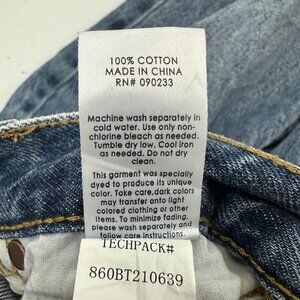 100% COTTON
MADE IN CHINA
RN# 090233
Machine wash separately in
cold water. Use only non-
chlorine bleach as needed.
Tumble dry low. Cool Iron
as needed. Do not dry
clean.
This garment was specially
dyed to produce its unique
color. Take care,dark colors
may transfer onto light
colored clothing or other
items. To minimize fading,
please wash separately and
follow care instructions.
TECHPACK#
860BT210639